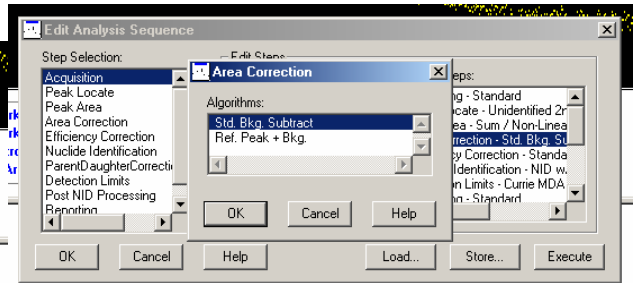 Edit Analysis Sequence
Step Selection:
Edit Steps
Acquisition
Peak Locate
Peak Area
Area Correction
Efficiency Correction
Nuclide Identification
ParentDaughterCorrecti
Detection Limits
Post NID Processing
Reporting
Area Correction
Algorithms:
Std. Bkg. Subtract
Ref. Peak + Bkg.
OK Cancel Help
eps:
ng - Standard
ocate - Unidentified 2r
ea - Sum / Non-Linea
rrection - Std. Bkg. Su
cy Correction - Standa
Identification - NID w.
on Limits - Currie MDA
ng - Standard
OK Cancel Help Load... Store... Execute